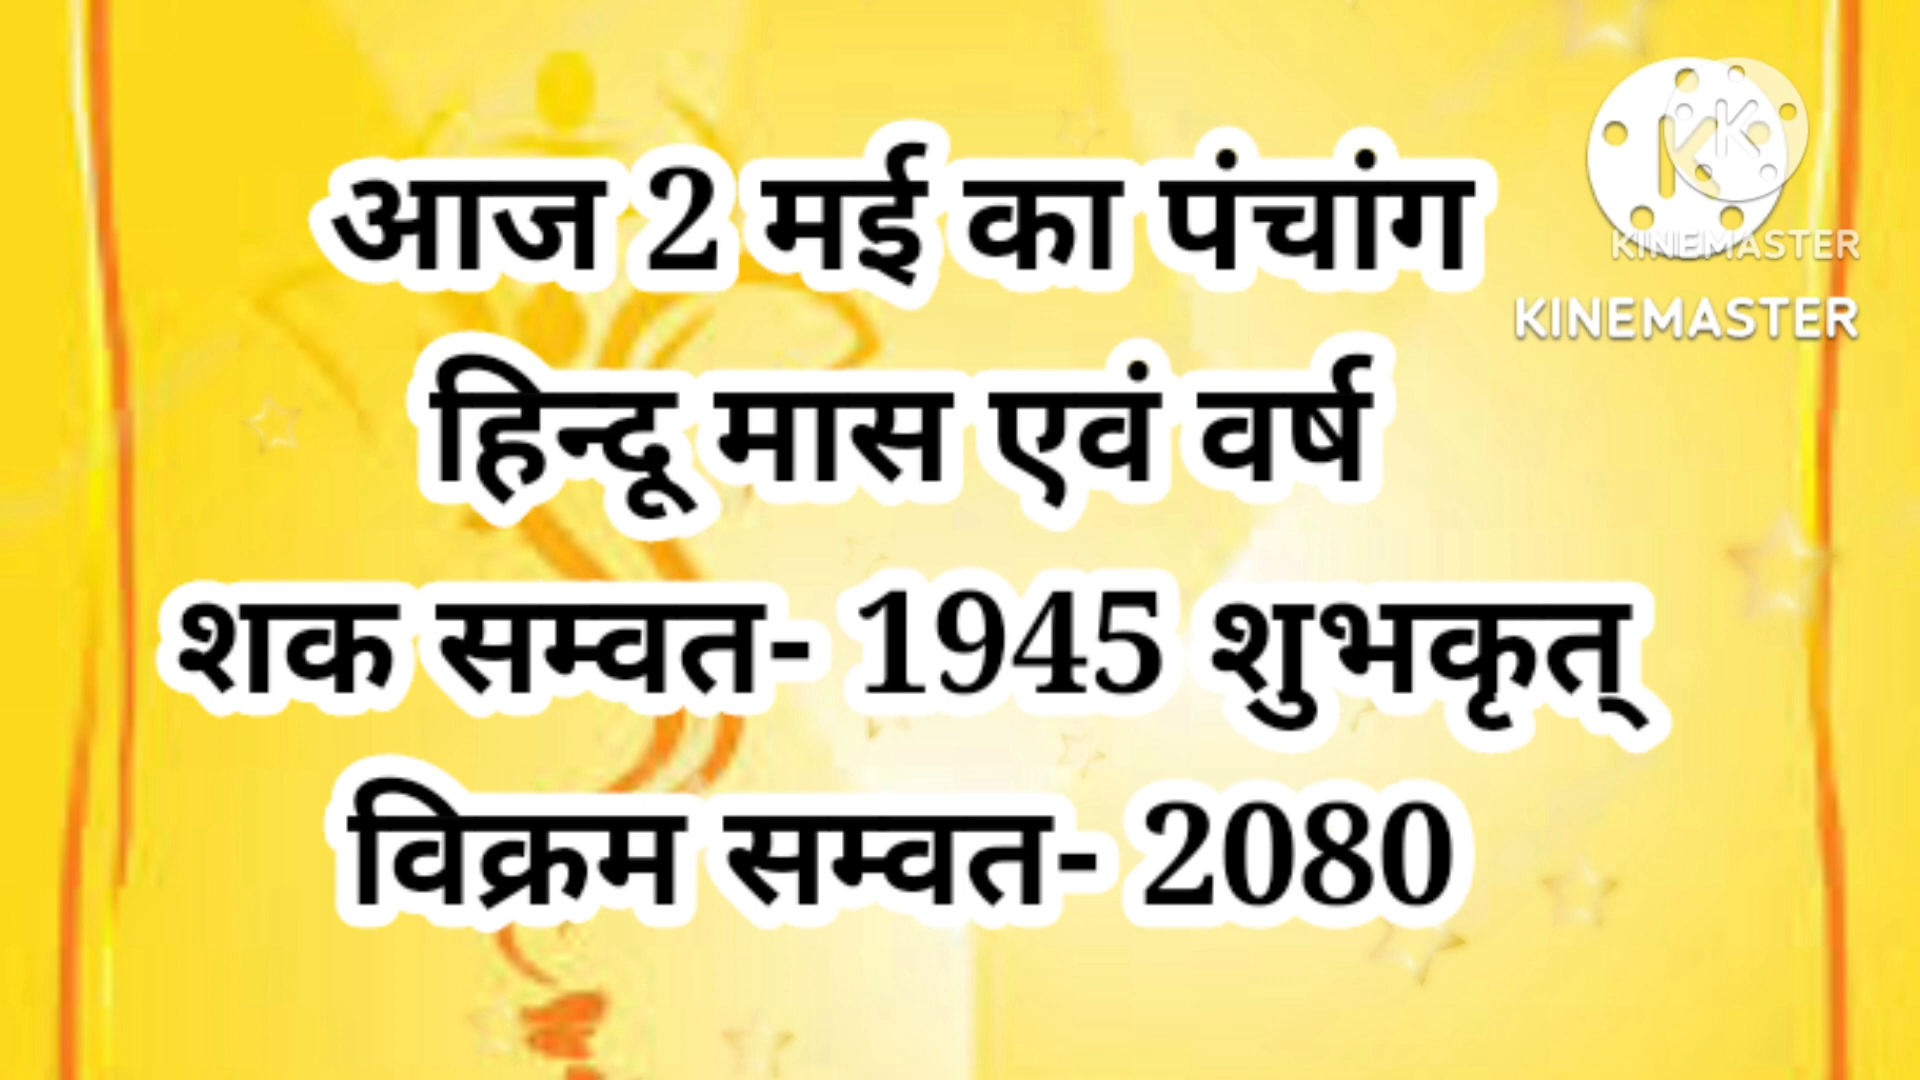 आज 2 मई का पंचांग
हिन्दू मास एवं वर्ष
शक सम्वत- 1945 शुभकृत्
विक्रम सम्वत- 2080
KINEMASTER
KINEMASTER